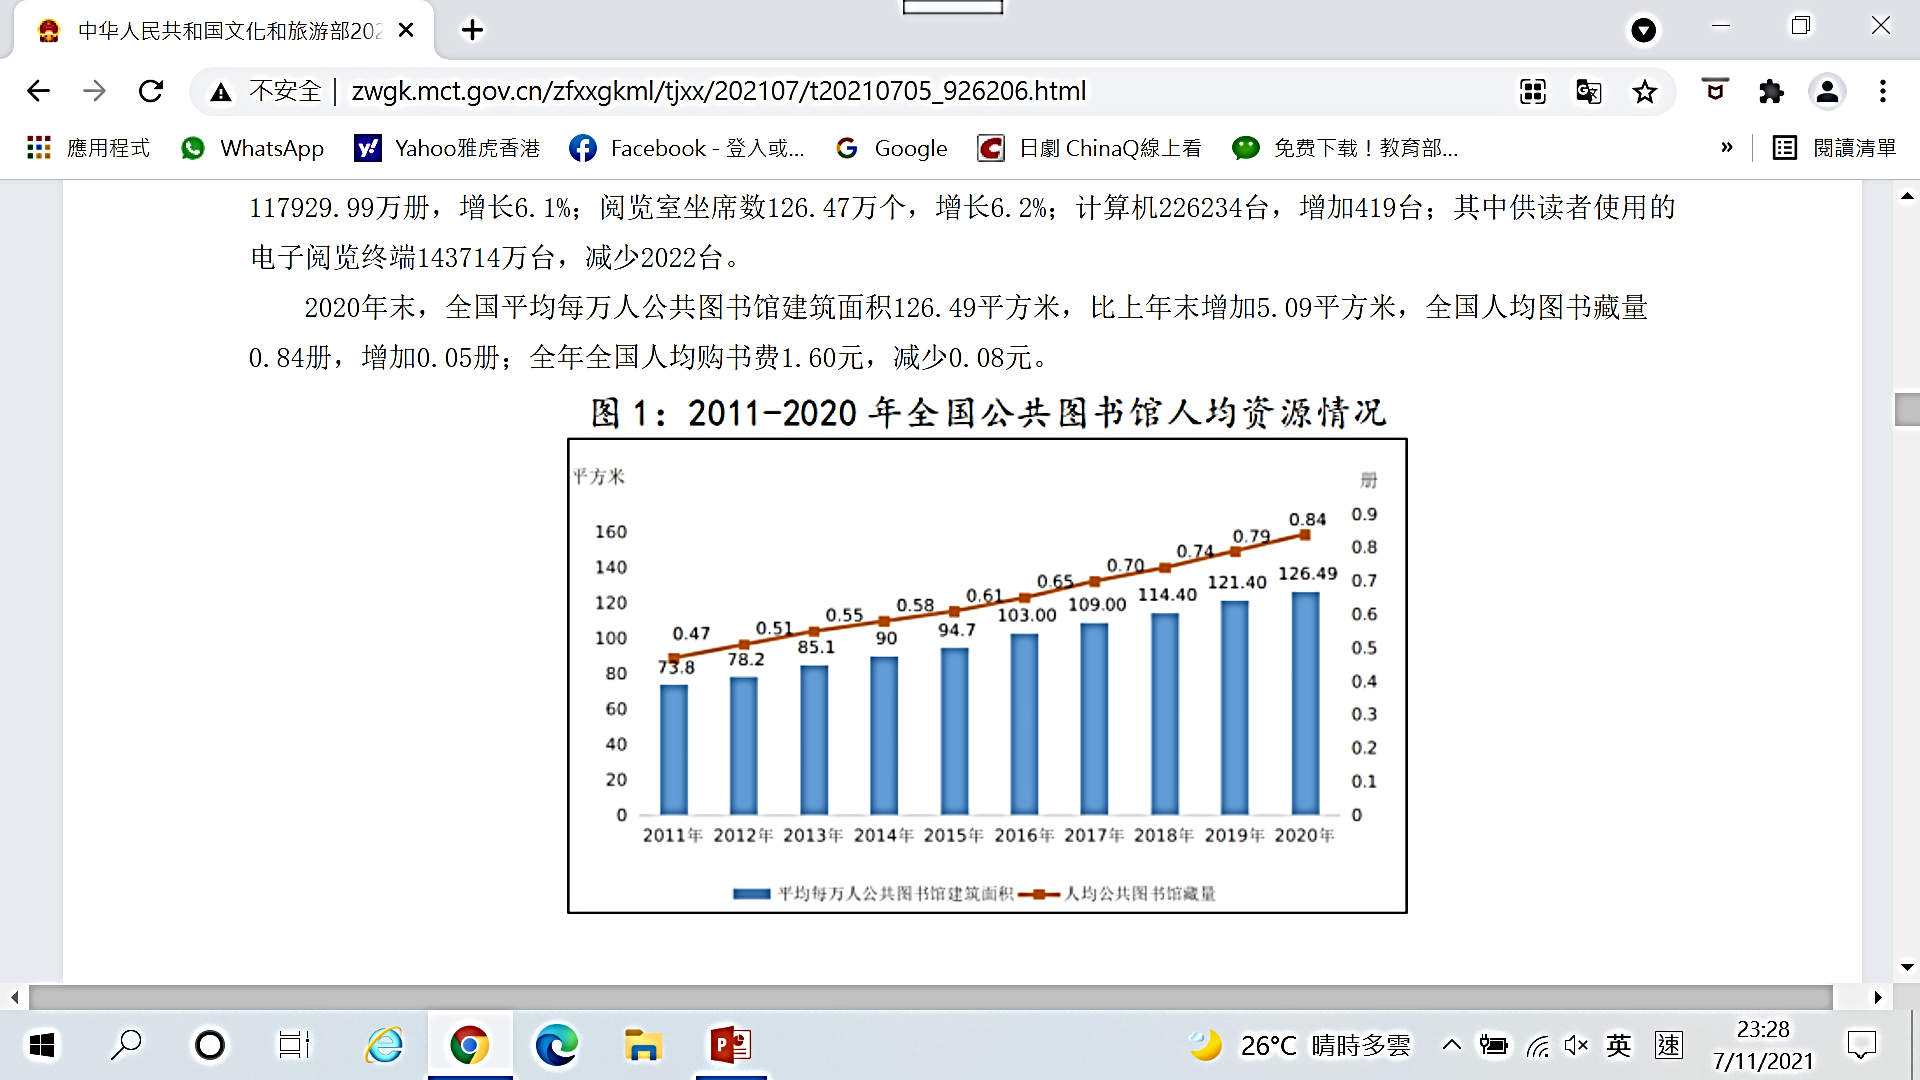 中华人民共和国文化和旅游部202
不安全 | zwgk.mct.gov.cn/zfxxgkml/tjxx/202107/t20210705_926206.html
應用程式 WhatsApp Yahoo雅虎香港 Facebook - 登入或... Google 日劇 ChinaQ線上看 免费下载！教育部... » 閱讀清單
117929.99万册，增长6.1%；阅览室坐席数126.47万个，增长6.2%；计算机226234台，增加419台；其中供读者使用的
电子阅览终端143714万台，减少2022台。
2020年末，全国平均每万人公共图书馆建筑面积126.49平方米，比上年末增加5.09平方米，全国人均图书藏量
0.84册，增加0.05册；全年全国人均购书费1.60元，减少0.08元。
图1：2011-2020年全国公共图书馆人均资源情况
平方米 册
160 140 120 100 80 60 40 20 0
0.47 0.51 0.55 0.58 0.61 0.65 0.70 0.74 0.79 0.84
73.8 78.2 85.1 90 94.7 103.00 109.00 114.40 121.40 126.49
0.9 0.8 0.7 0.6 0.5 0.4 0.3 0.2 0.1 0
2011年 2012年 2013年 2014年 2015年 2016年 2017年 2018年 2019年 2020年
平均每万人公共图书馆建筑面积 人均公共图书馆藏量
26°C 晴時多雲 英 速 23:28
7/11/2021